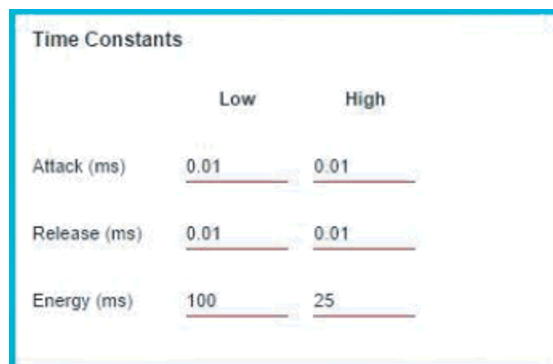 Time Constants
Low High
Attack (ms) 0.01 0.01
Release (ms) 0.01 0.01
Energy (ms) 100 25